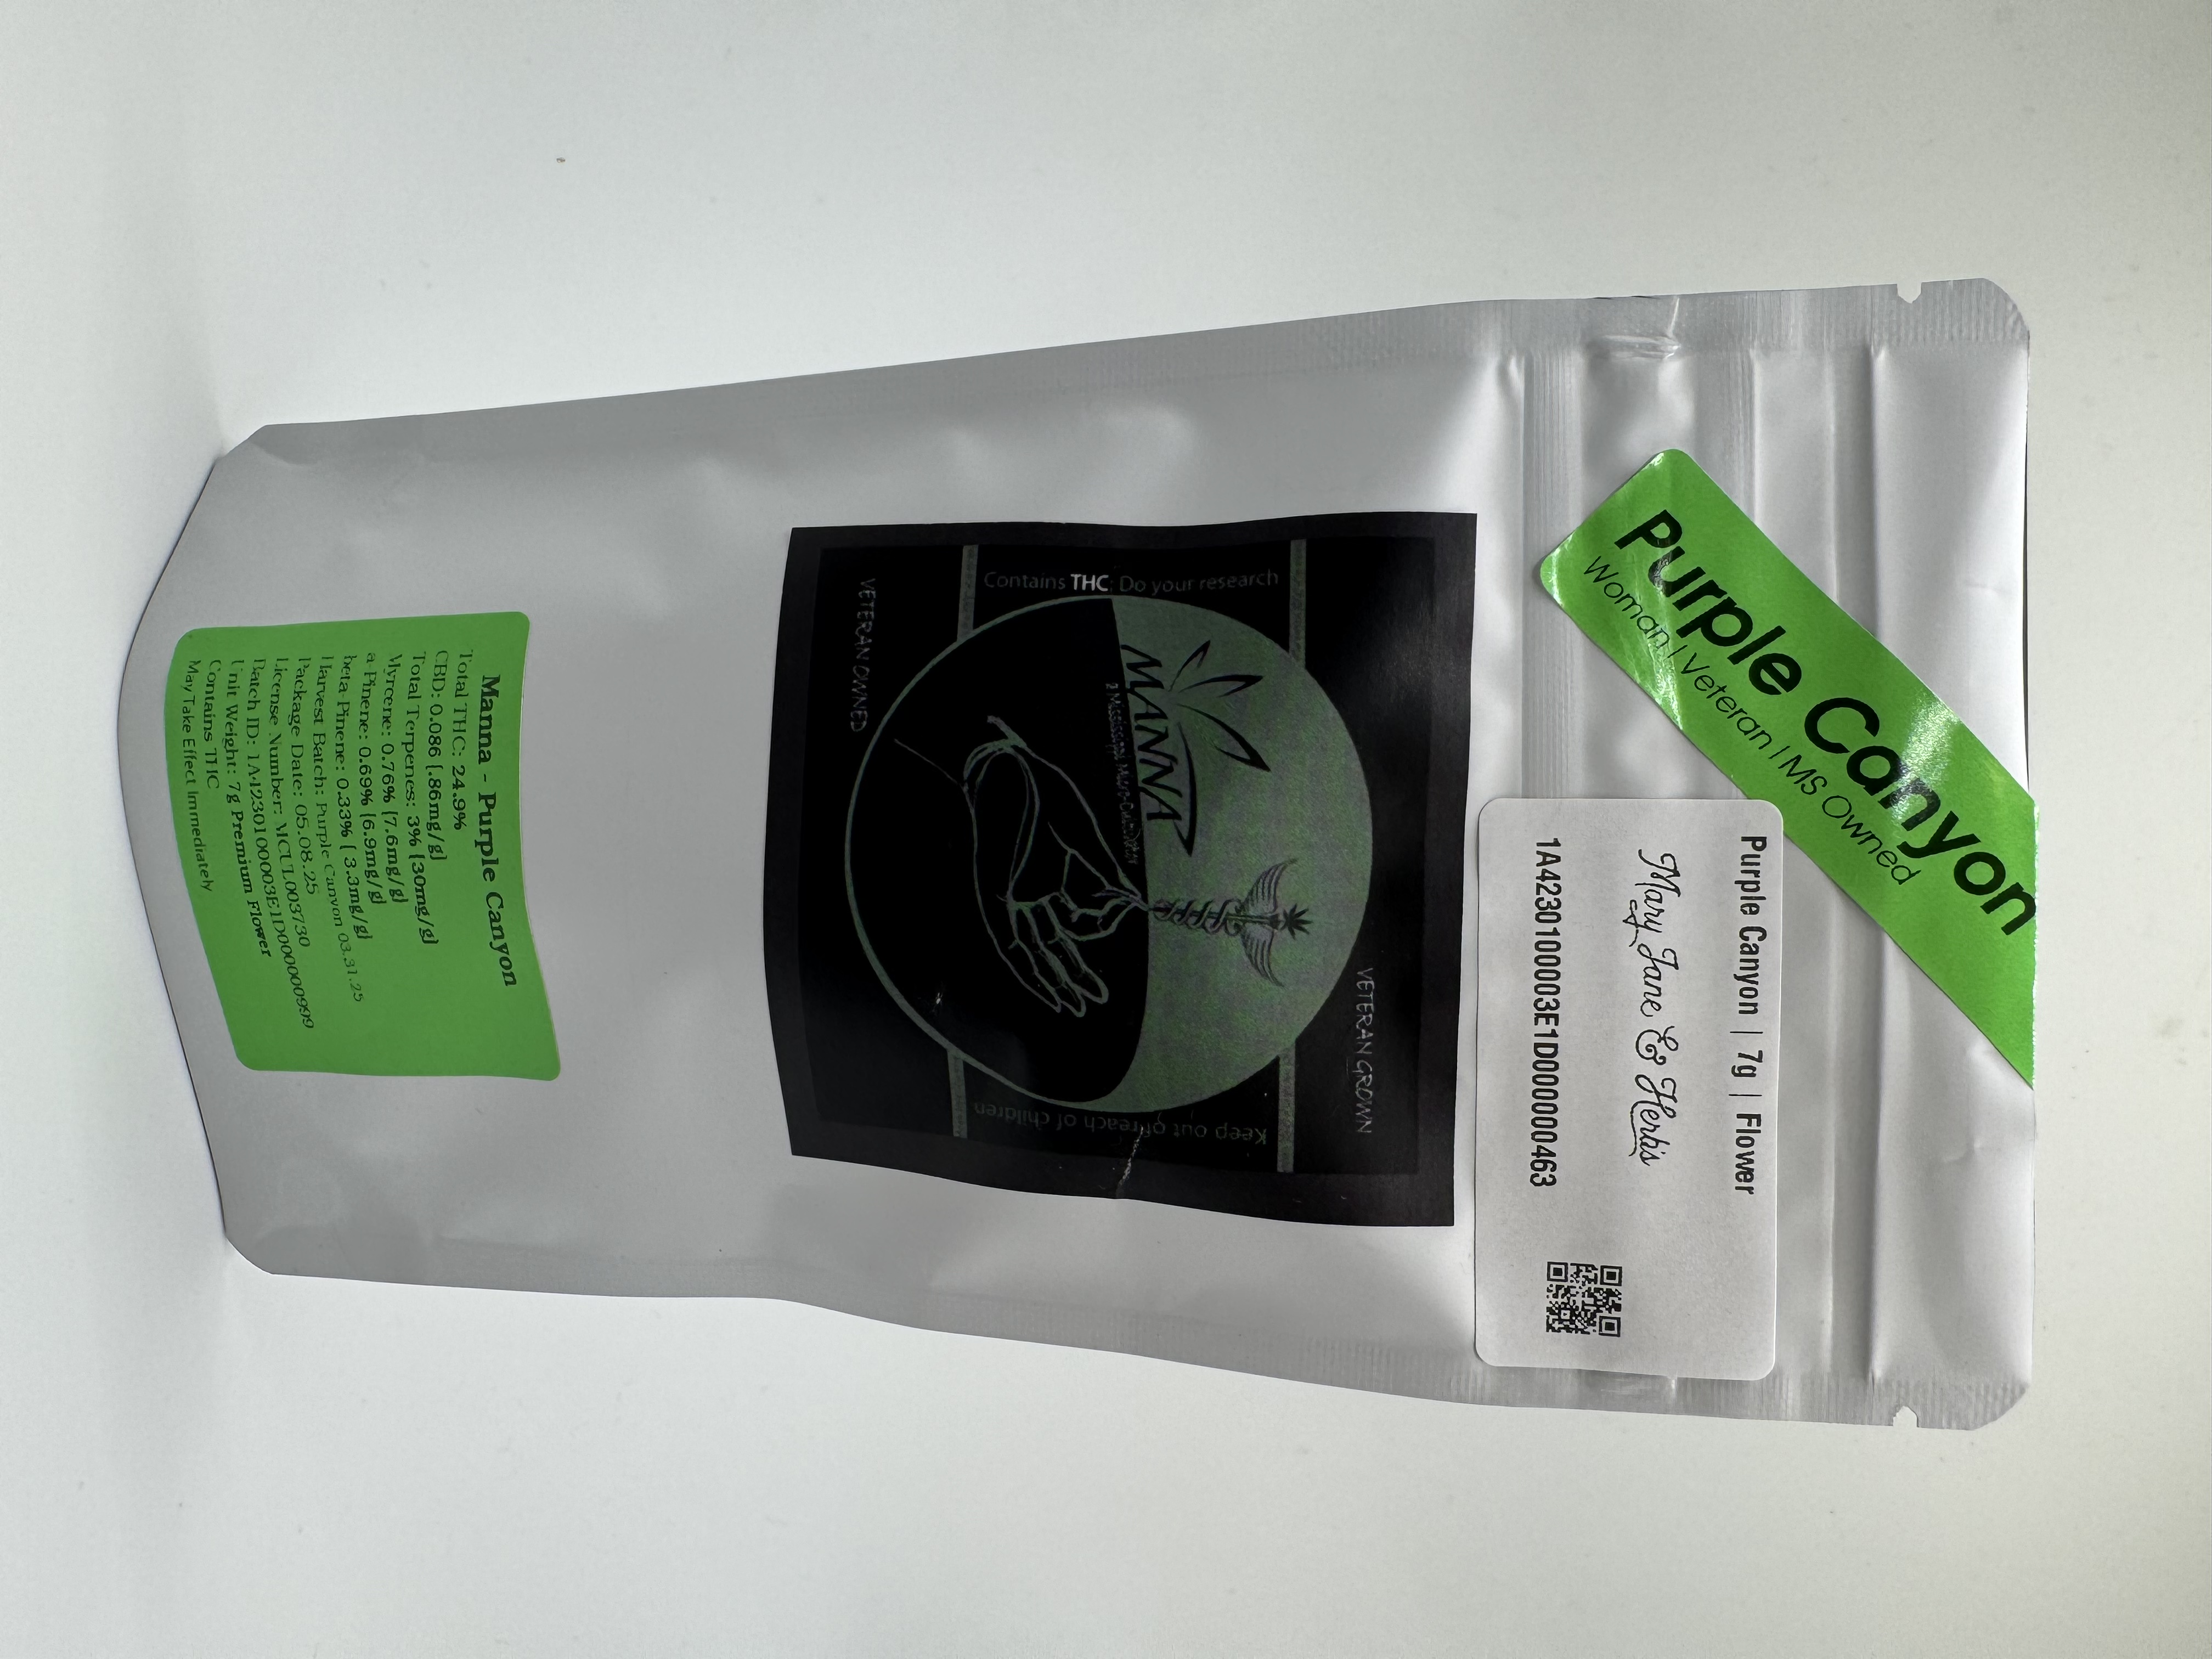 Purple Canyon
Woman | Veteran | MS Owned
Purple Canyon | 7g | Flower
Mary Jane & Herb's
1A4230100003E1D000000463
VETERAN GROWN
Contains THC: Do your research
Keep out of reach of children
MANNA
VETERAN OWNED
Manna - Purple Canyon
Total THC: 24.9%
CBD: 0.086 [.86mg/g]
Total Terpenes: 3% [30mg/g]
Myrcene: 0.76% [7.6mg/g]
a-Pinene: 0.69% [6.9mg/g]
beta-Pinene: 0.33% [ 3.3mg/g]
Harvest Batch: Purple Canyon 03.31.25
Package Date: 05.08.25
License Number: MCUL003730
Batch ID: 1A4230100003E1D000000999
Unit Weight: 7g Premium Flower
Contains THC
May Take Effect Immediately